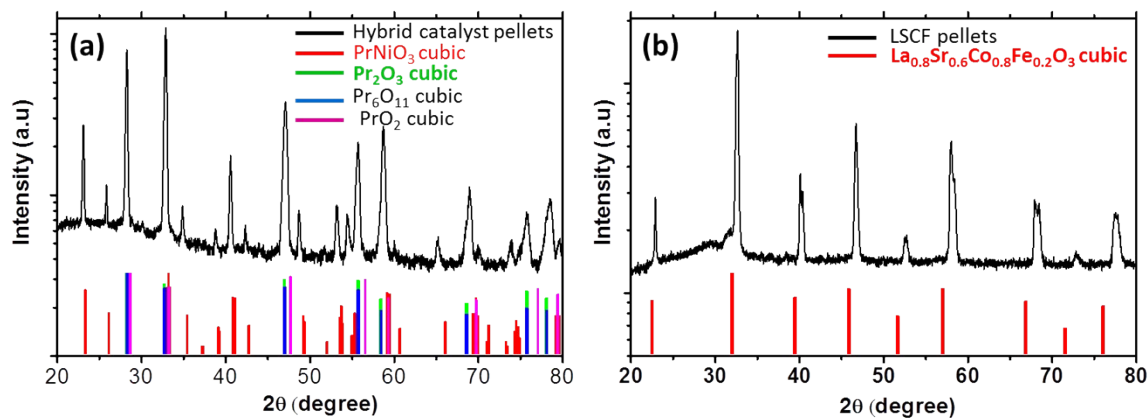 (a)
Hybrid catalyst pellets
PrNiO₃ cubic
Pr₂O₃ cubic
Pr₆O₁₁ cubic
PrO₂ cubic
Intensity (a.u)
20 30 40 50 60 70 80
2θ (degree)
(b)
LSCF pellets
La₀.₈Sr₀.₆Co₀.₈Fe₀.₂O₃ cubic
Intensity (a.u)
20 30 40 50 60 70 80
2θ (degree)